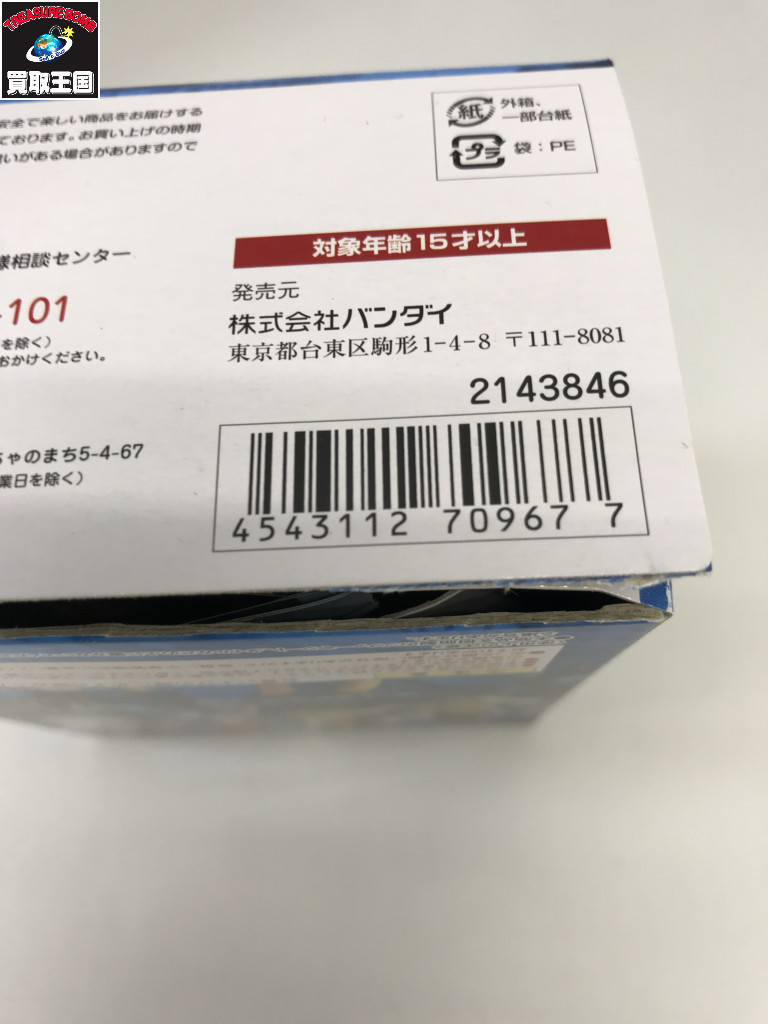 TREASURE BOMB
買取王国
完全で楽しい商品をお届けする
ております。お買い上げの時期
違いがある場合がありますので
紙
外箱、
一部台紙
プラ
袋：PE
様相談センター
対象年齢15才以上
-101
を除く）
おかけください。
発売元
株式会社バンダイ
東京都台東区駒形1-4-8 〒111-8081
2143846
ちゃのまち5-4-67
業日を除く）
4543112 70967 7